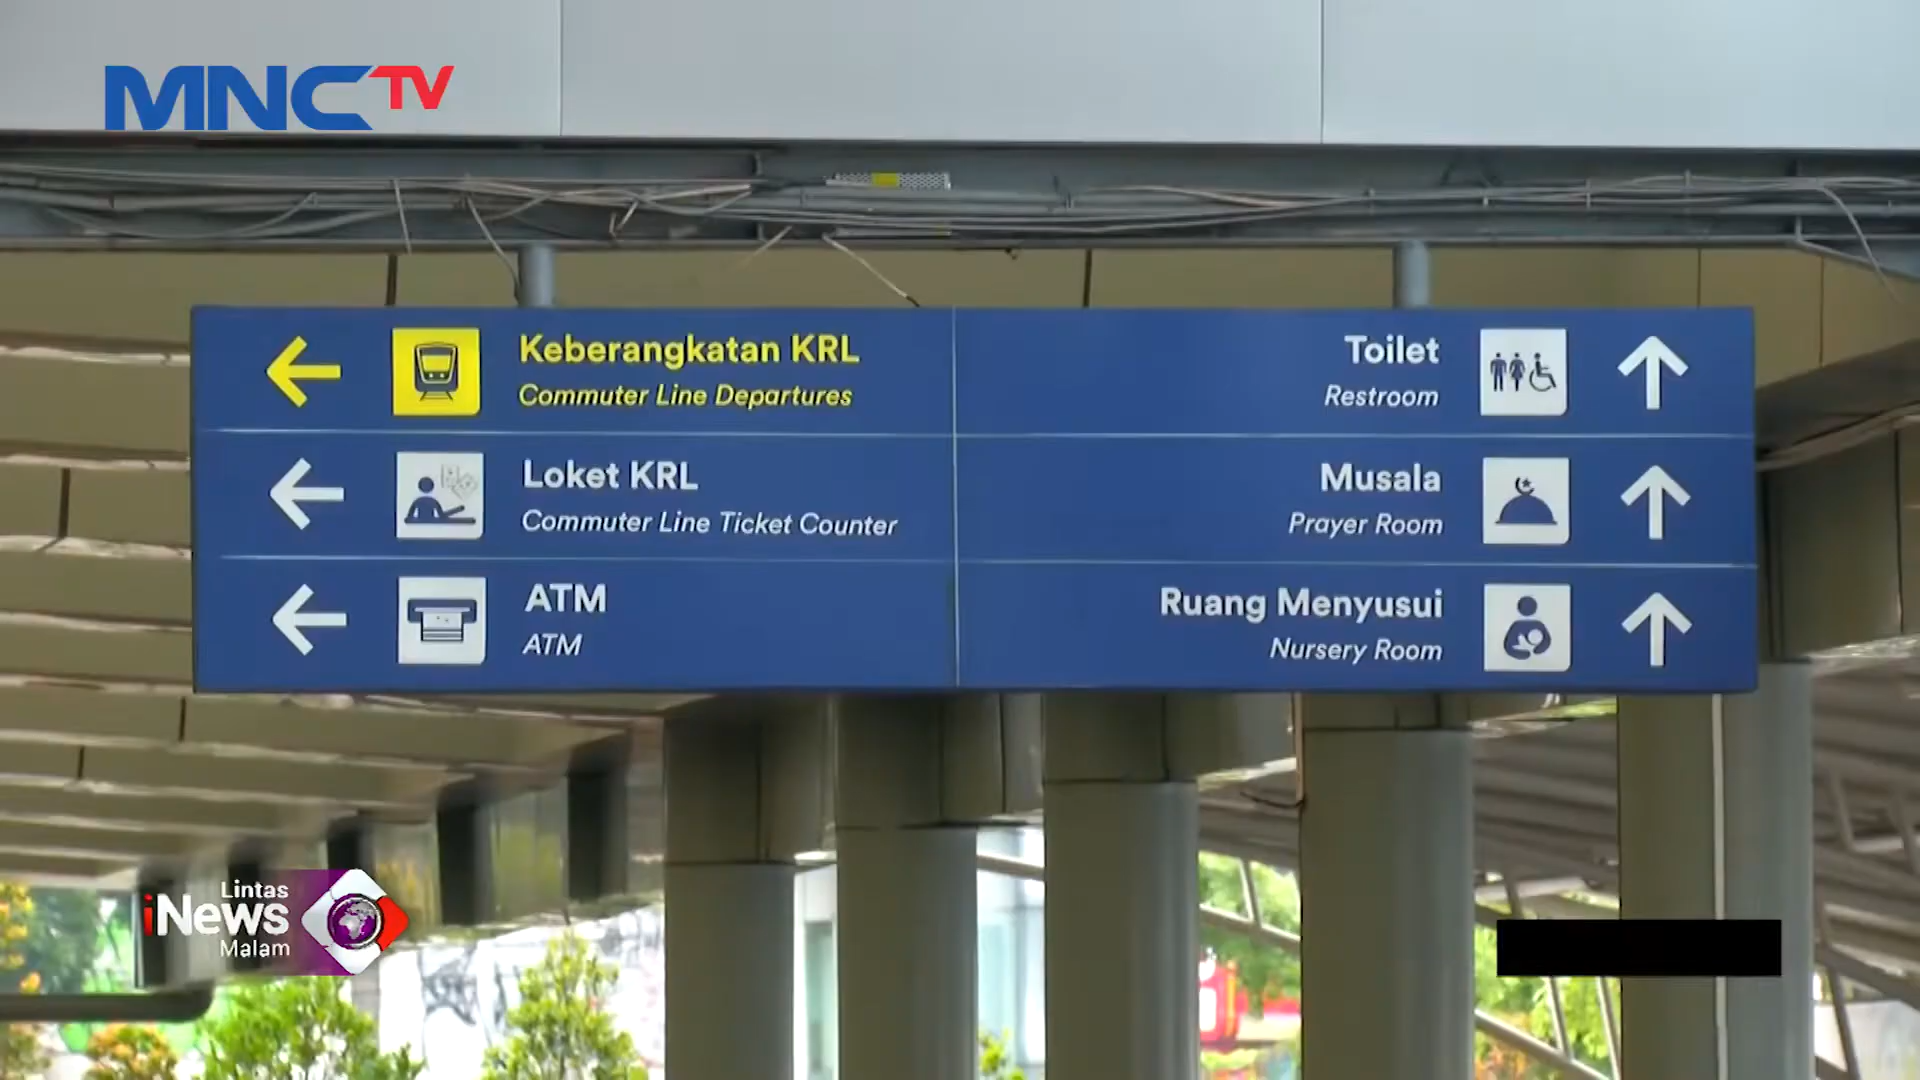 MNCTV
Keberangkatan KRL
Commuter Line Departures
Loket KRL
Commuter Line Ticket Counter
ATM
ATM
Toilet
Restroom
Musala
Prayer Room
Ruang Menyusui
Nursery Room
Lintas
iNews
Malam